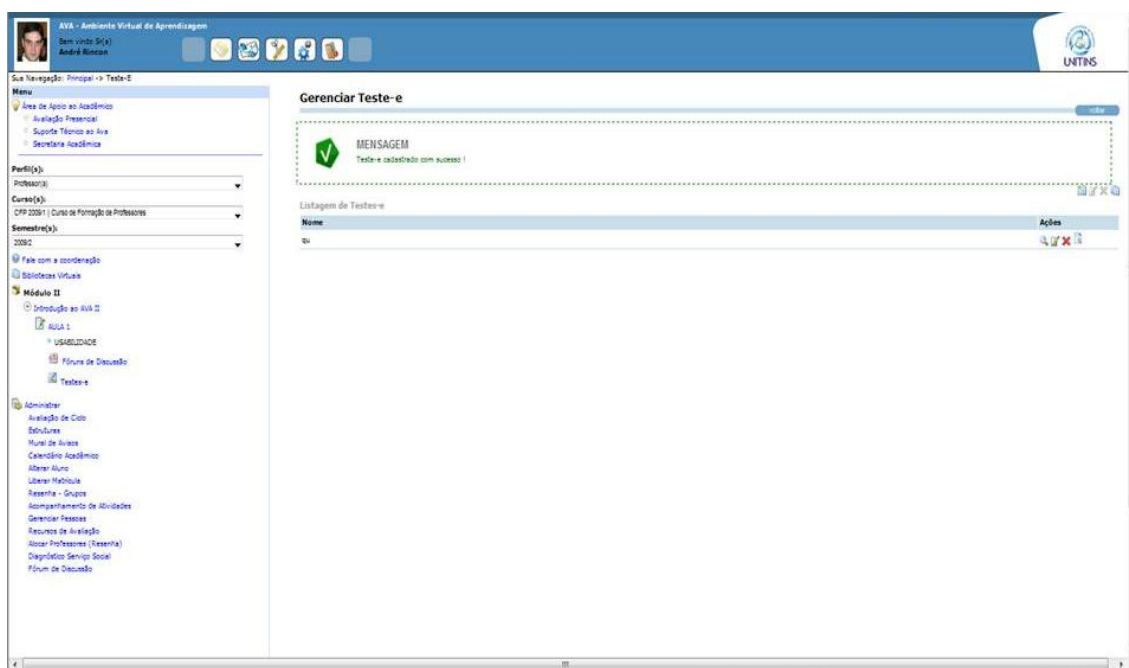 AVA - Ambiente Virtual de Aprendizagem
Bem vindo Sr(a)
André Rincon
UNITINS
Sua Navegação: Principal -> Teste-E
Menu
Área de Apoio ao Acadêmico
Avaliação Presencial
Suporte Técnico ao Ava
Secretaria Acadêmica
Perfil(s):
Professor(a)
Curso(s):
CFP 2009/1 | Curso de Formação de Professores
Semestre(s):
2009/2
Fale com a coordenação
Bibliotecas Virtuais
Módulo II
Introdução ao AVA II
AULA 1
USABILIDADE
Fóruns de Discussão
Testes-e
Administrar
Avaliação de Ciclo
Estruturas
Mural de Avisos
Calendário Acadêmico
Alterar Aluno
Liberar Matrícula
Resenha - Grupos
Acompanhamento de Atividades
Gerenciar Pessoas
Recursos de Avaliação
Alocar Professores (Resenha)
Diagnóstico Serviço Social
Fórum de Discussão
Gerenciar Teste-e
voltar
MENSAGEM
Teste-e cadastrado com sucesso !
Listagem de Testes-e
Nome Ações
qu